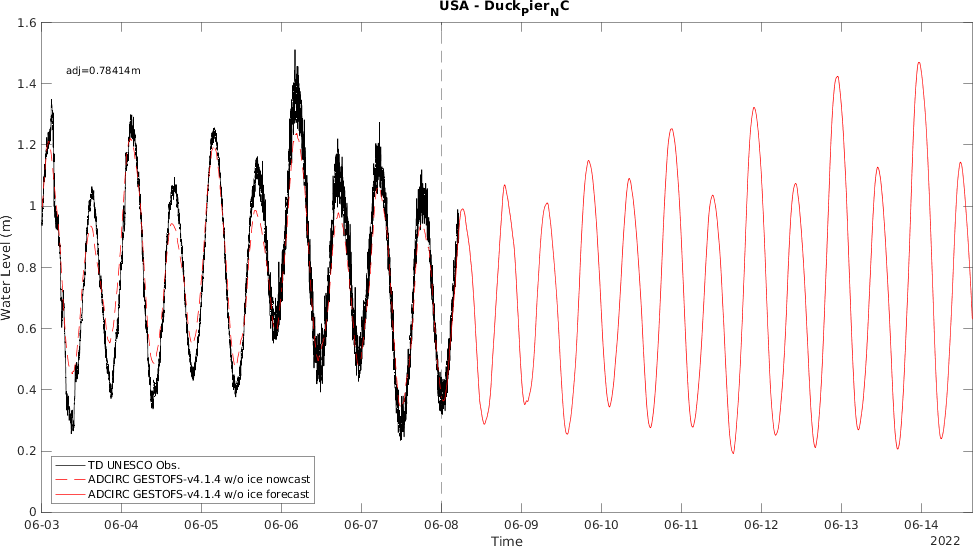 USA - DuckPierNC
adj=0.78414m
1.6
1.4
1.2
1
0.8
0.6
0.4
0.2
0
Water Level (m)
TD UNESCO Obs.
ADCIRC GESTOFS-v4.1.4 w/o ice nowcast
ADCIRC GESTOFS-v4.1.4 w/o ice forecast
06-03 06-04 06-05 06-06 06-07 06-08 06-09 06-10 06-11 06-12 06-13 06-14
Time
2022